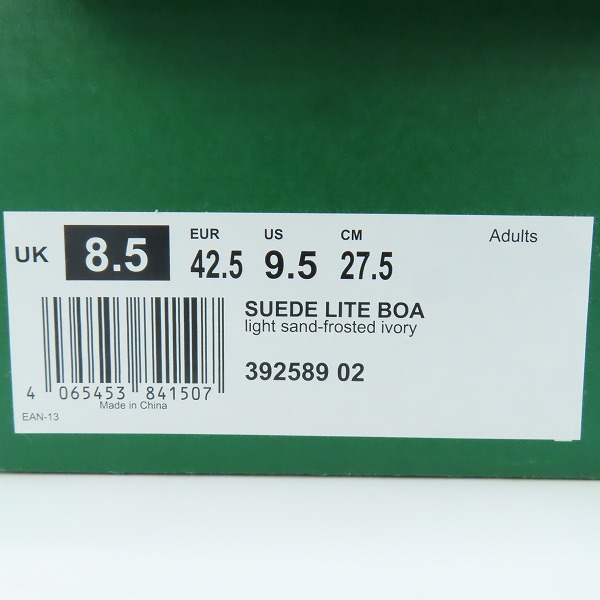 EUR US CM Adults
UK 8.5 42.5 9.5 27.5
SUEDE LITE BOA
light sand-frosted ivory
392589 02
4 065453 841507
Made in China
EAN-13